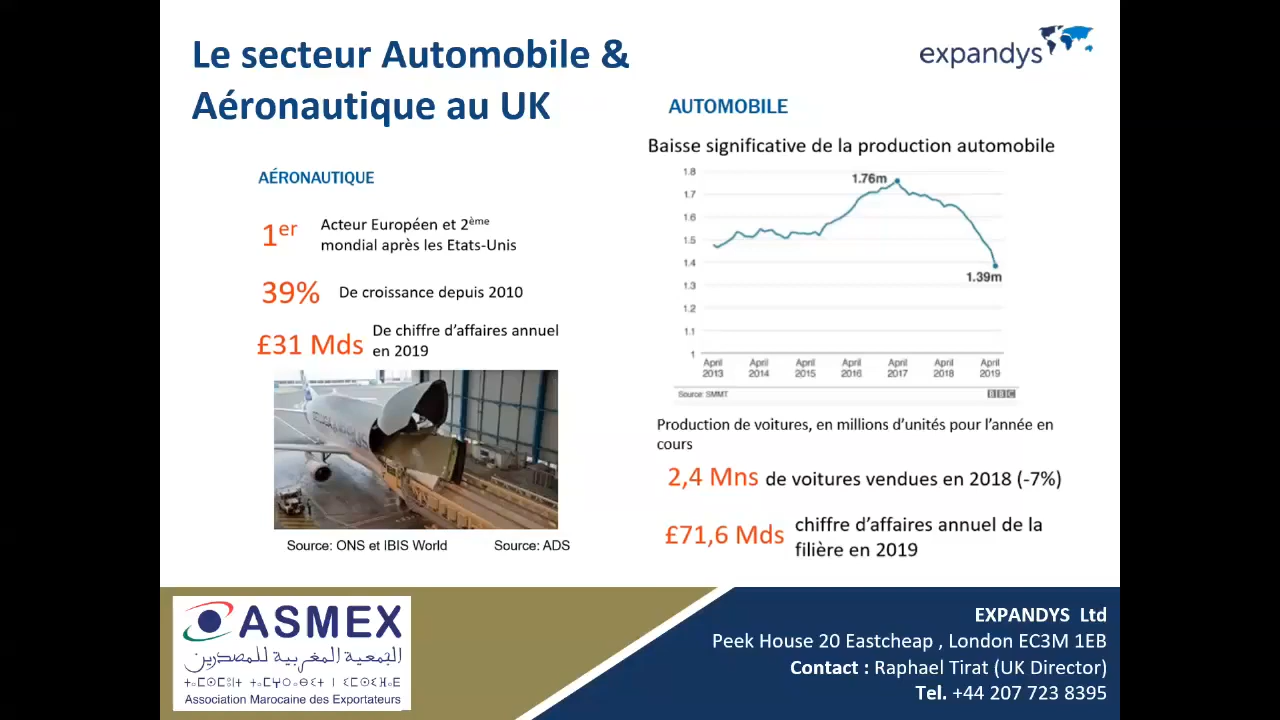 Le secteur Automobile &
Aéronautique au UK
expandys
AÉRONAUTIQUE
1er
Acteur Européen et 2ème
mondial après les Etats-Unis
39%
De croissance depuis 2010
£31 Mds
De chiffre d'affaires annuel
en 2019
Source: ONS et IBIS World
Source: ADS
AUTOMOBILE
Baisse significative de la production automobile
1.8
1.7
1.6
1.5
1.4
1.3
1.2
1.1
1
1.76m
1.39m
April 2013
April 2014
April 2015
April 2016
April 2017
April 2018
April 2019
Source: SMMT
BBC
Production de voitures, en millions d'unités pour l'année en
cours
2,4 Mns de voitures vendues en 2018 (-7%)
£71,6 Mds
chiffre d'affaires annuel de la
filière en 2019
ASMEX
الجمعية المغربية للمصدرين
Association Marocaine des Exportateurs
EXPANDYS Ltd
Peek House 20 Eastcheap , London EC3M 1EB
Contact : Raphael Tirat (UK Director)
Tel. +44 207 723 8395